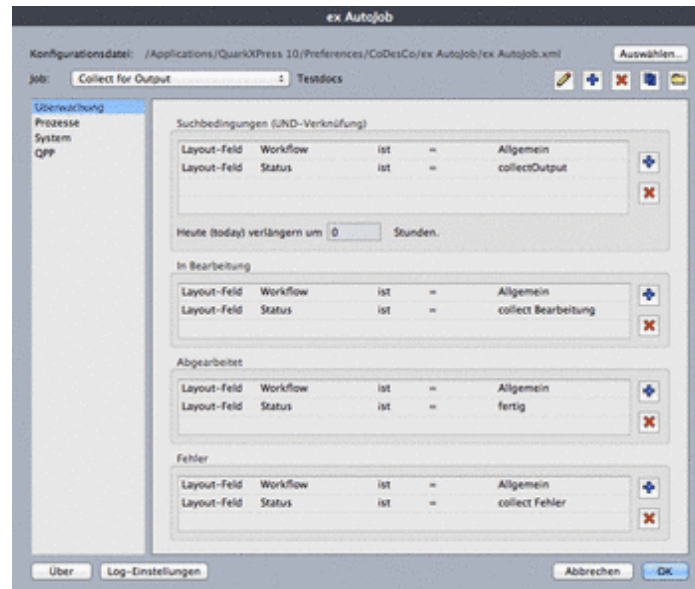 ex AutoJob
Konfigurationsdatei: /Applications/QuarkXPress 10/Preferences/CoDesCo/ex AutoJob/ex AutoJob.xml Auswählen...
Job: Collect for Output Testdocs
Überwachung
Prozesse
System
QPP
Suchbedingungen (UND-Verknüfung)
Layout-Feld Workflow ist = Allgemein
Layout-Feld Status ist = collectOutput
Heute (today) verlängern um 0 Stunden.
In Bearbeitung
Layout-Feld Workflow ist = Allgemein
Layout-Feld Status ist = collect Bearbeitung
Abgearbeitet
Layout-Feld Workflow ist = Allgemein
Layout-Feld Status ist = fertig
Fehler
Layout-Feld Workflow ist = Allgemein
Layout-Feld Status ist = collect Fehler
Über Log-Einstellungen Abbrechen OK